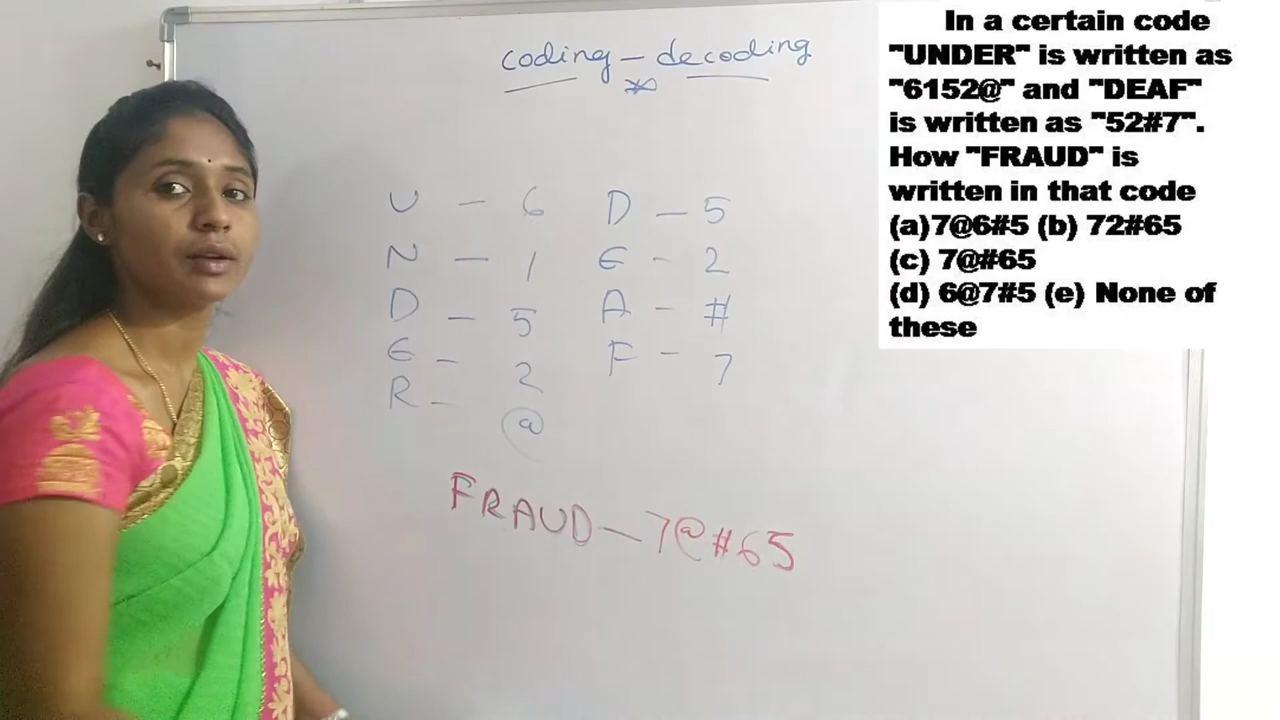 coding - decoding
In a certain code
"UNDER" is written as
"6152@" and "DEAF"
is written as "52#7".
How "FRAUD" is
written in that code
(a)7@6#5 (b) 72#65
(c) 7@#65
(d) 6@7#5 (e) None of
these
U - 6 D - 5
N - 1 E - 2
D - 5 A - #
E - 2 F - 7
R - @
FRAUD - 7@#65